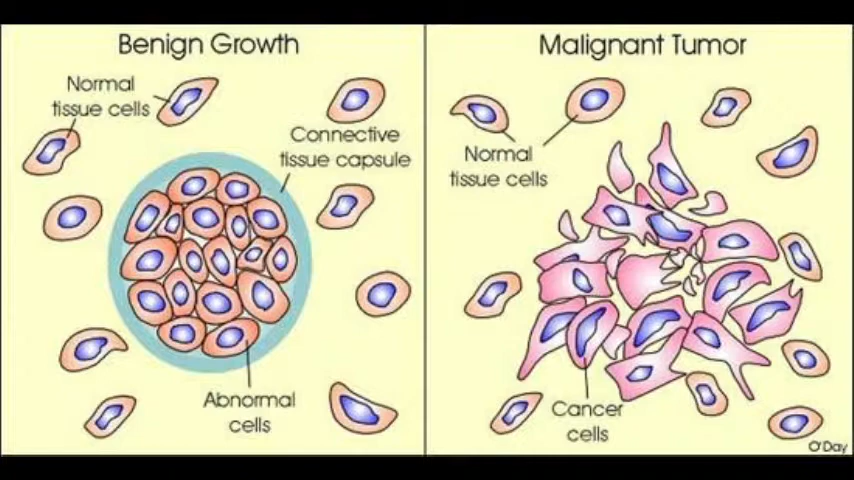 Benign Growth
Normal
tissue cells
Connective
tissue capsule
Abnormal
cells
Malignant Tumor
Normal
tissue cells
Cancer
cells
O'Day